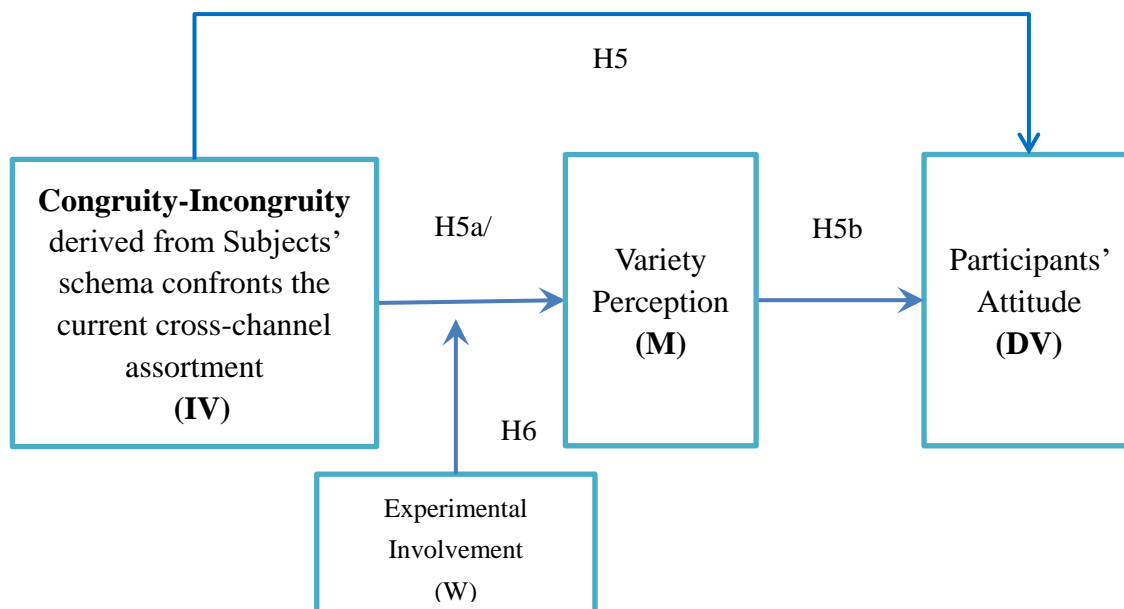 H5
Congruity-Incongruity
derived from Subjects’
schema confronts the
current cross-channel
assortment
(IV)
H5a/
Variety
Perception
(M)
H5b
Participants’
Attitude
(DV)
H6
Experimental
Involvement
(W)